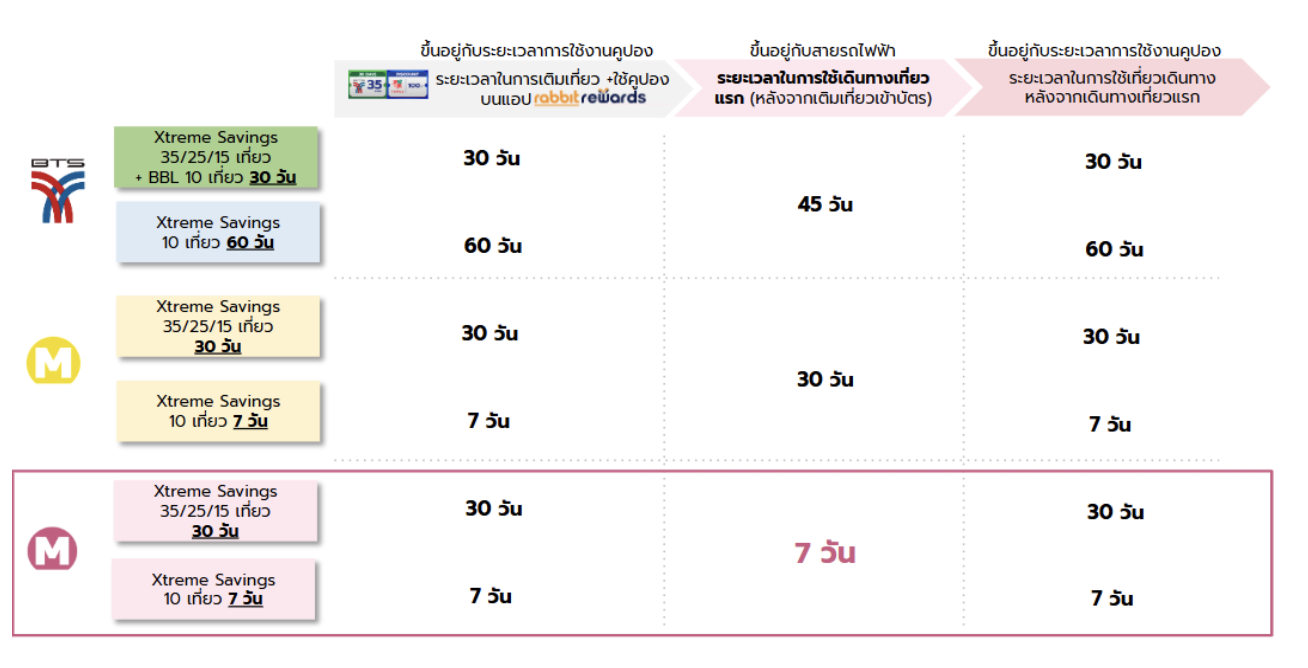 ขึ้นอยู่กับระยะเวลาการใช้งานคูปอง
ขึ้นอยู่กับสายรถไฟฟ้า
ขึ้นอยู่กับระยะเวลาการใช้งานคูปอง
35
100.-
ระยะเวลาในการเติมเที่ยว +ใช้คูปอง
บนแอป rabbit rewards
ระยะเวลาในการใช้เดินทางเที่ยว
แรก (หลังจากเติมเที่ยวเข้าบัตร)
ระยะเวลาในการใช้เที่ยวเดินทาง
หลังจากเดินทางเที่ยวแรก
BTS
Xtreme Savings
35/25/15 เที่ยว
+ BBL 10 เที่ยว 30 วัน
30 วัน
30 วัน
45 วัน
Xtreme Savings
10 เที่ยว 60 วัน
60 วัน
60 วัน
M
Xtreme Savings
35/25/15 เที่ยว
30 วัน
30 วัน
30 วัน
30 วัน
Xtreme Savings
10 เที่ยว 7 วัน
7 วัน
7 วัน
M
Xtreme Savings
35/25/15 เที่ยว
30 วัน
30 วัน
30 วัน
7 วัน
Xtreme Savings
10 เที่ยว 7 วัน
7 วัน
7 วัน